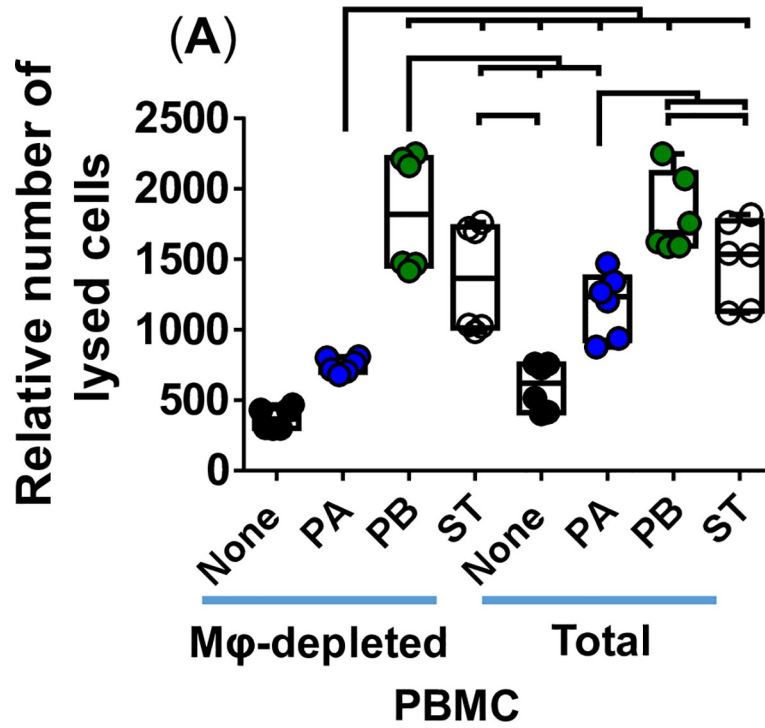 (A)
Relative number of
lysed cells
2500
2000
1500
1000
500
0
None PA PB ST None PA PB ST
Mφ-depleted Total
PBMC